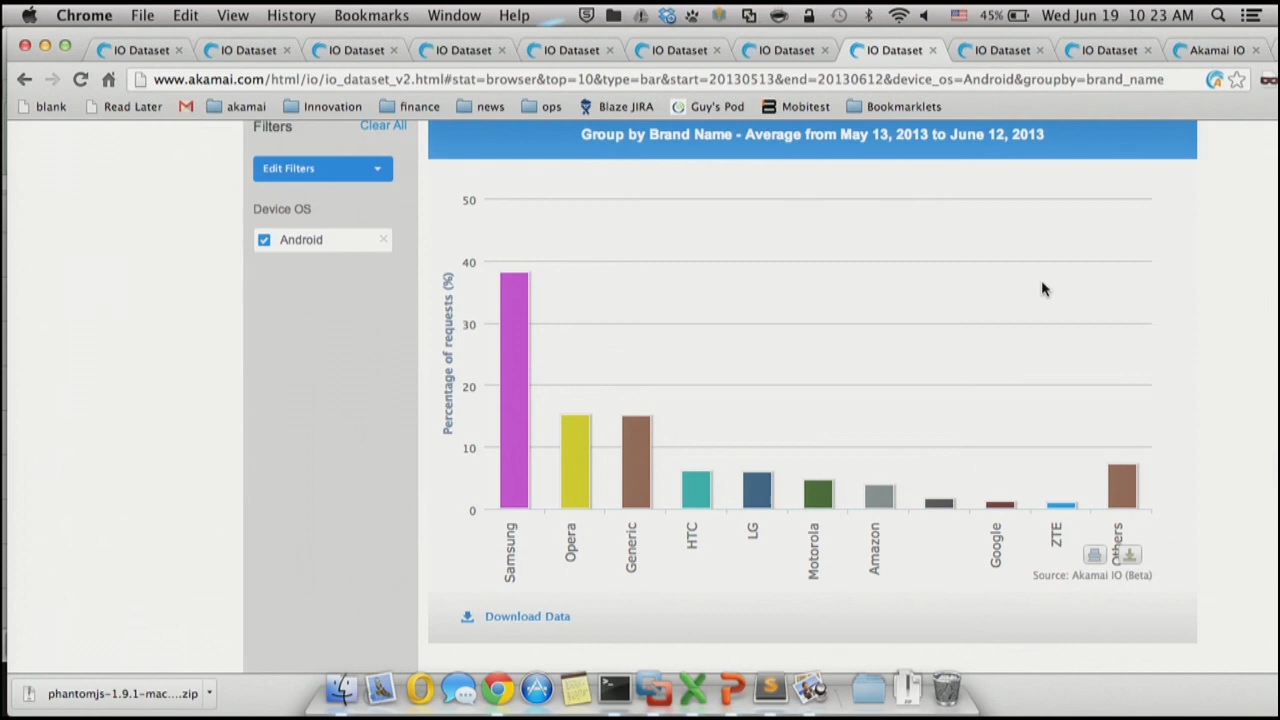 Chrome File Edit View History Bookmarks Window Help 45% Wed Jun 19 10:23 AM
IO Dataset IO Dataset IO Dataset IO Dataset IO Dataset IO Dataset IO Dataset IO Dataset IO Dataset IO Dataset Akamai IO
www.akamai.com/html/io/io_dataset_v2.html#stat=browser&top=10&type=bar&start=20130513&end=20130612&device_os=Android&groupby=brand_name
blank Read Later akamai Innovation finance news ops Blaze JIRA Guy's Pod Mobitest Bookmarklets
Filters Clear All
Edit Filters
Device OS
Android
Group by Brand Name - Average from May 13, 2013 to June 12, 2013
Percentage of requests (%)
50
40
30
20
10
0
Samsung
Opera
Generic
HTC
LG
Motorola
Amazon
Google
ZTE
Others
Source: Akamai IO (Beta)
Download Data
phantomjs-1.9.1-mac....zip